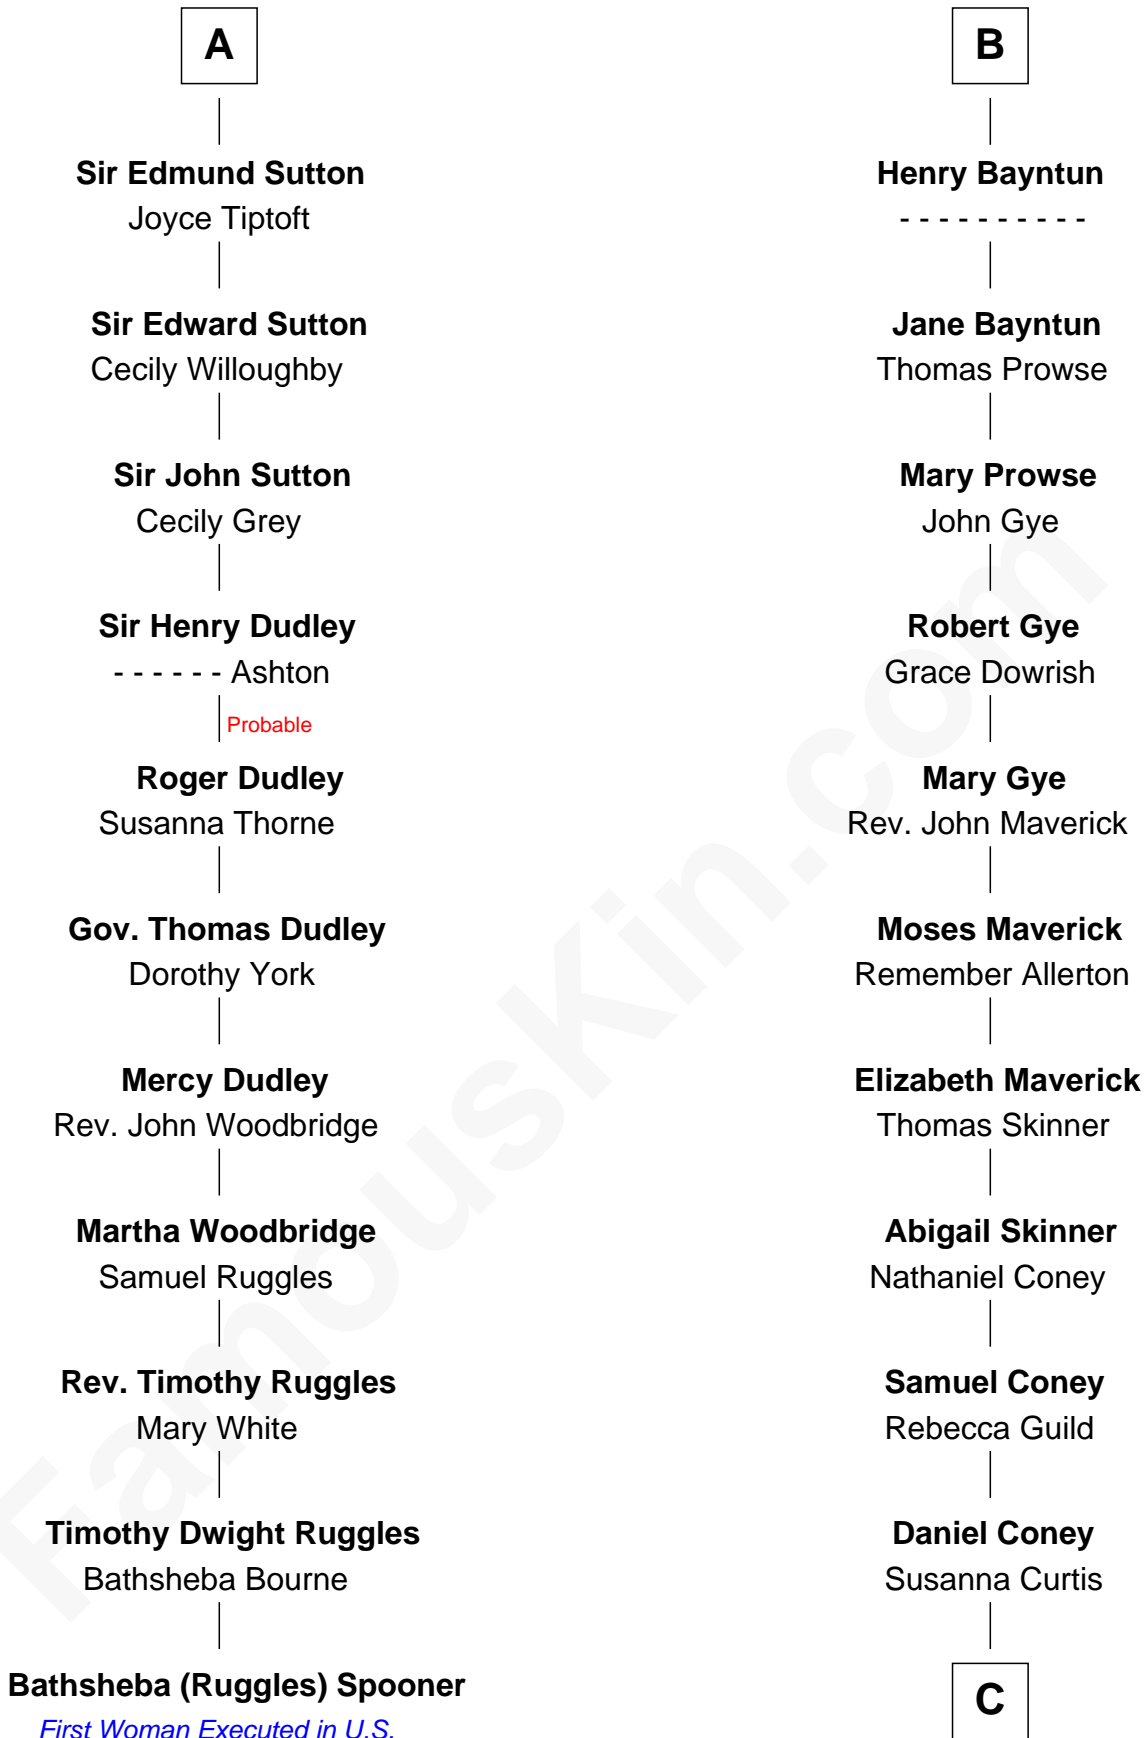 A
Sir Edmund Sutton
Joyce Tiptoft
Sir Edward Sutton
Cecily Willoughby
Sir John Sutton
Cecily Grey
Sir Henry Dudley
- - - - - - Ashton
Probable
Roger Dudley
Susanna Thorne
Gov. Thomas Dudley
Dorothy York
Mercy Dudley
Rev. John Woodbridge
Martha Woodbridge
Samuel Ruggles
Rev. Timothy Ruggles
Mary White
Timothy Dwight Ruggles
Bathsheba Bourne
Bathsheba (Ruggles) Spooner
First Woman Executed in U.S.
B
Henry Bayntun
- - - - - - - - - -
Jane Bayntun
Thomas Prowse
Mary Prowse
John Gye
Robert Gye
Grace Dowrish
Mary Gye
Rev. John Maverick
Moses Maverick
Remember Allerton
Elizabeth Maverick
Thomas Skinner
Abigail Skinner
Nathaniel Coney
Samuel Coney
Rebecca Guild
Daniel Coney
Susanna Curtis
C
FamousKin.com